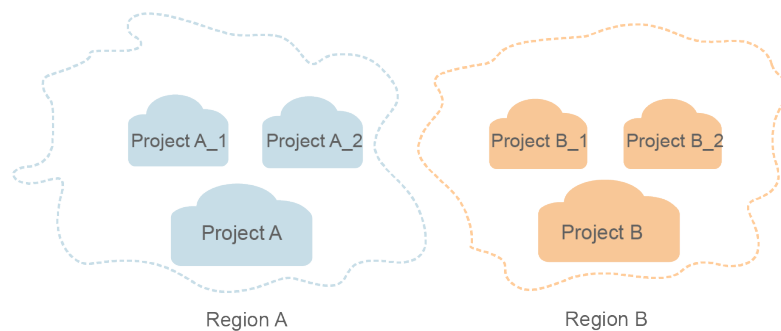 Project A_1
Project A_2
Project B_1
Project B_2
Project A
Project B
Region A
Region B